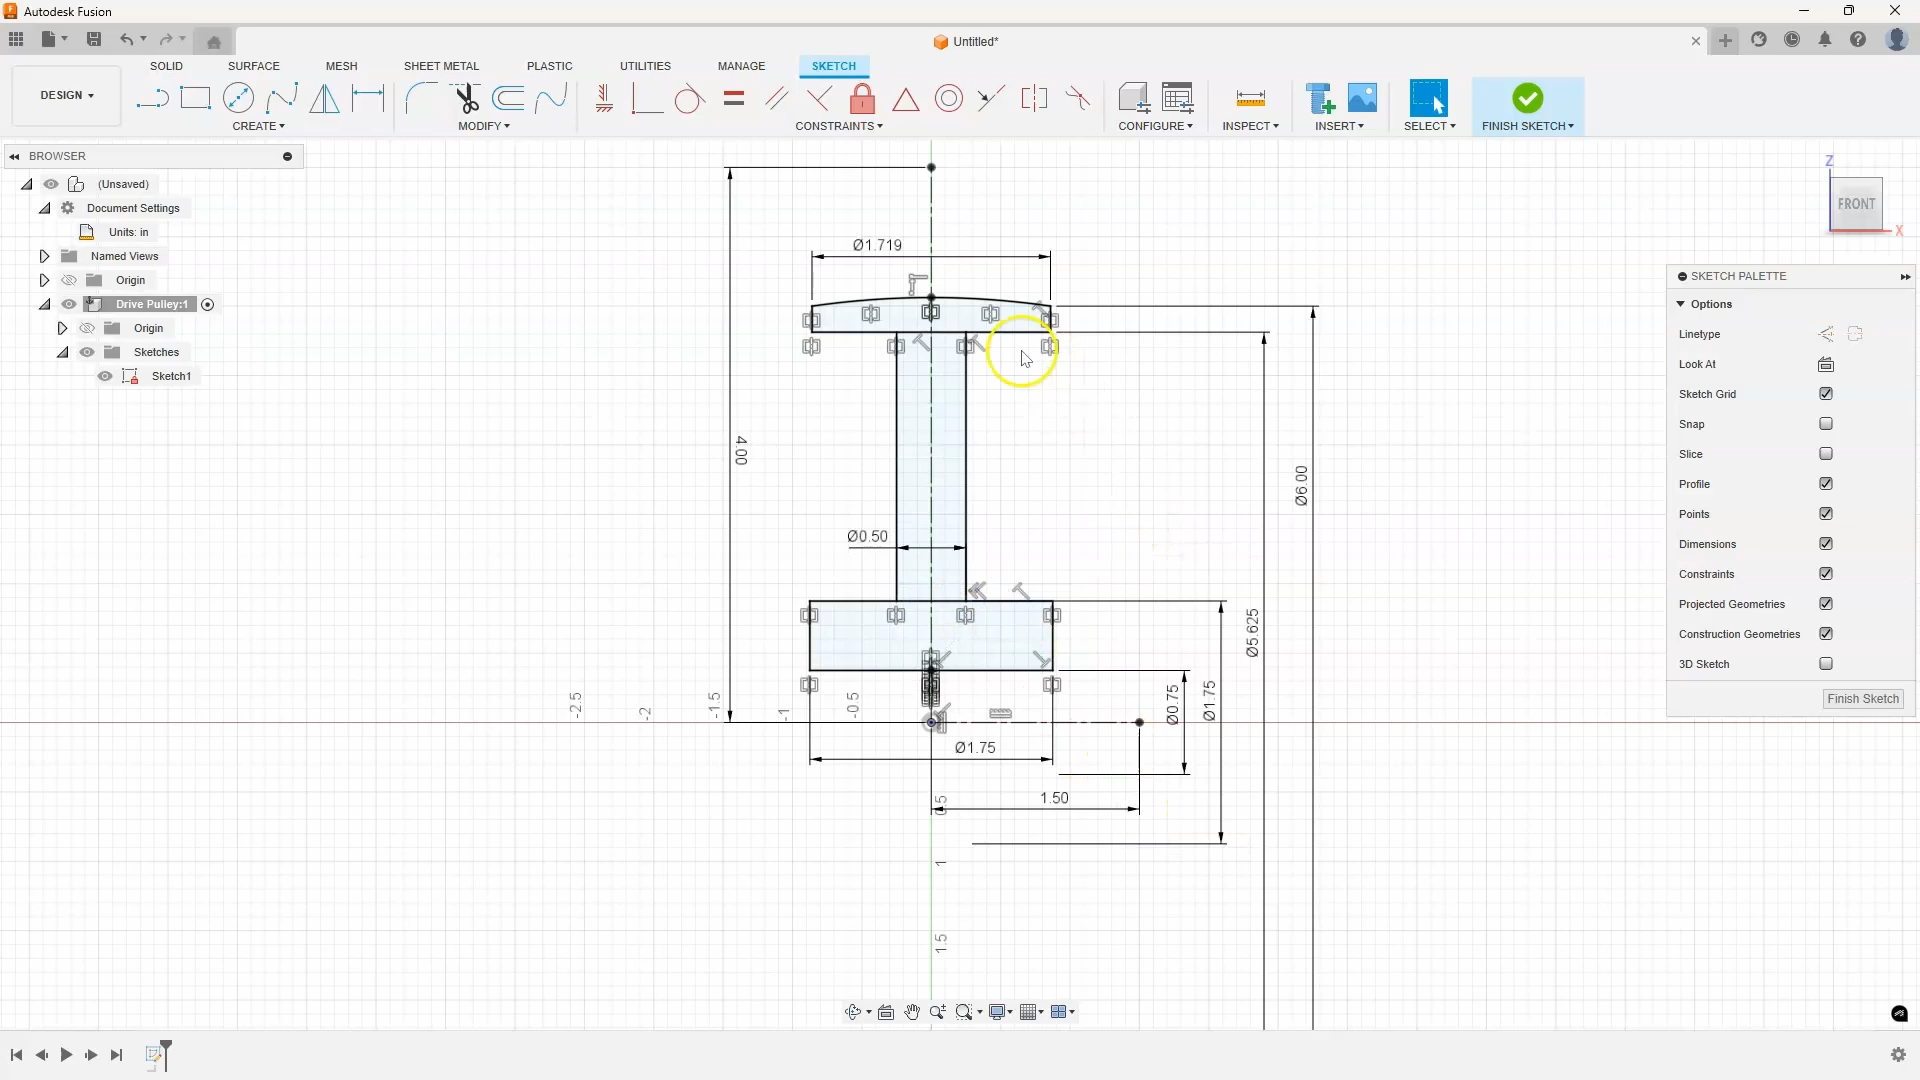 Autodesk Fusion
Untitled*
SOLID SURFACE MESH SHEET METAL PLASTIC UTILITIES MANAGE SKETCH
DESIGN
CREATE MODIFY CONSTRAINTS CONFIGURE INSPECT INSERT SELECT FINISH SKETCH
BROWSER
(Unsaved)
Document Settings
Units: in
Named Views
Origin
Drive Pulley:1
Origin
Sketches
Sketch1
Z
FRONT
X
SKETCH PALETTE
Options
Linetype
Look At
Sketch Grid
Snap
Slice
Profile
Points
Dimensions
Constraints
Projected Geometries
Construction Geometries
3D Sketch
Finish Sketch
Ø1.719
4.00
Ø6.00
Ø0.50
Ø5.625
Ø0.75
Ø1.75
-2.5
-2
-1.5
-1
-0.5
Ø1.75
1.50
0.5
1
1.5